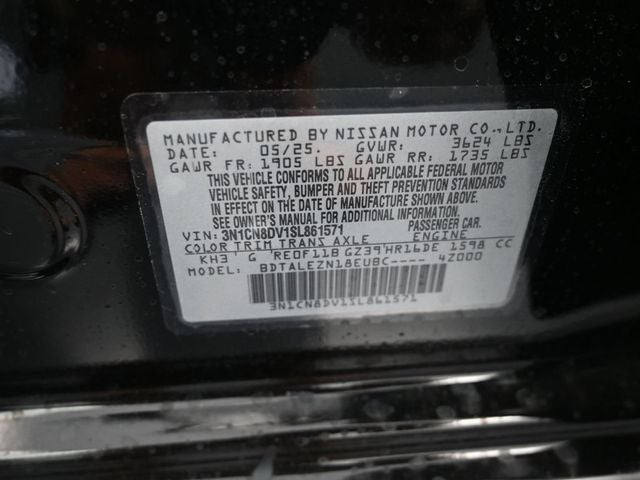 MANUFACTURED BY NISSAN MOTOR CO., LTD.
DATE: 05/25. GVWR: 3624 LBS
GAWR FR: 1905 LBS GAWR RR: 1735 LBS
THIS VEHICLE CONFORMS TO ALL APPLICABLE FEDERAL MOTOR
VEHICLE SAFETY, BUMPER AND THEFT PREVENTION STANDARDS
IN EFFECT ON THE DATE OF MANUFACTURE SHOWN ABOVE.
SEE OWNER'S MANUAL FOR ADDITIONAL INFORMATION
VIN: 3N1CN8DV1SL861571 PASSENGER CAR.
COLOR TRIM TRANS AXLE ENGINE
KH3 G RE0F11B GZ39 HR16DE 1598 CC
MODEL: BDTALEZN18EUBC---- 4Z000
3N1CN8DV1SL861571